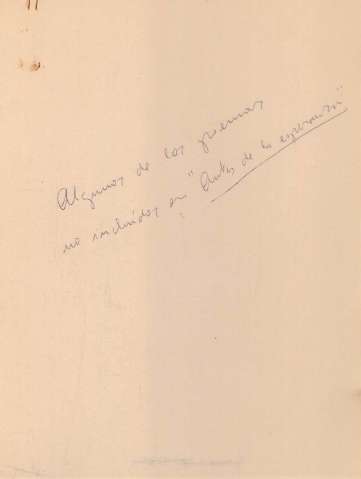 Algunos de los poemas
no incluidos en "Antes de la esperanza"